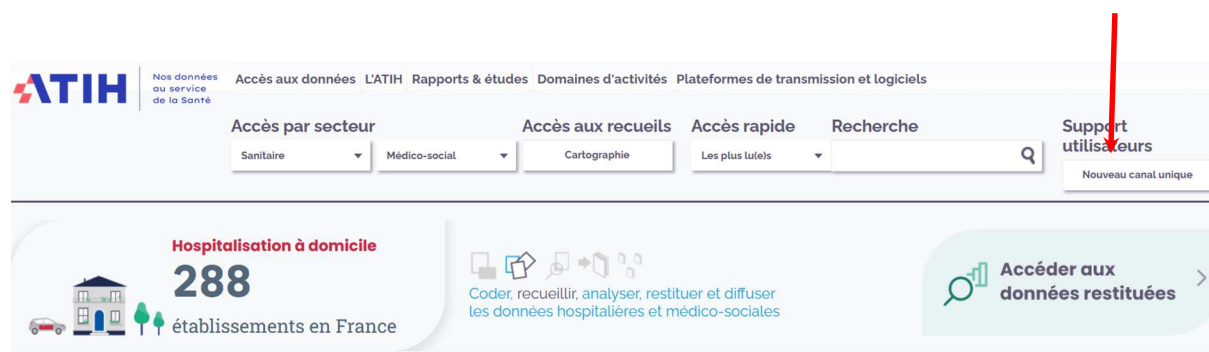 ATIH
Nos données
au service
de la Santé
Accès aux données L'ATIH Rapports & études Domaines d'activités Plateformes de transmission et logiciels
Accès par secteur
Accès aux recueils
Accès rapide
Recherche
Support
utilisateurs
Sanitaire
Médico-social
Cartographie
Les plus lu(e)s
Nouveau canal unique
Hospitalisation à domicile
288
établissements en France
Coder, recueillir, analyser, restituer et diffuser
les données hospitalières et médico-sociales
Accéder aux
données restituées